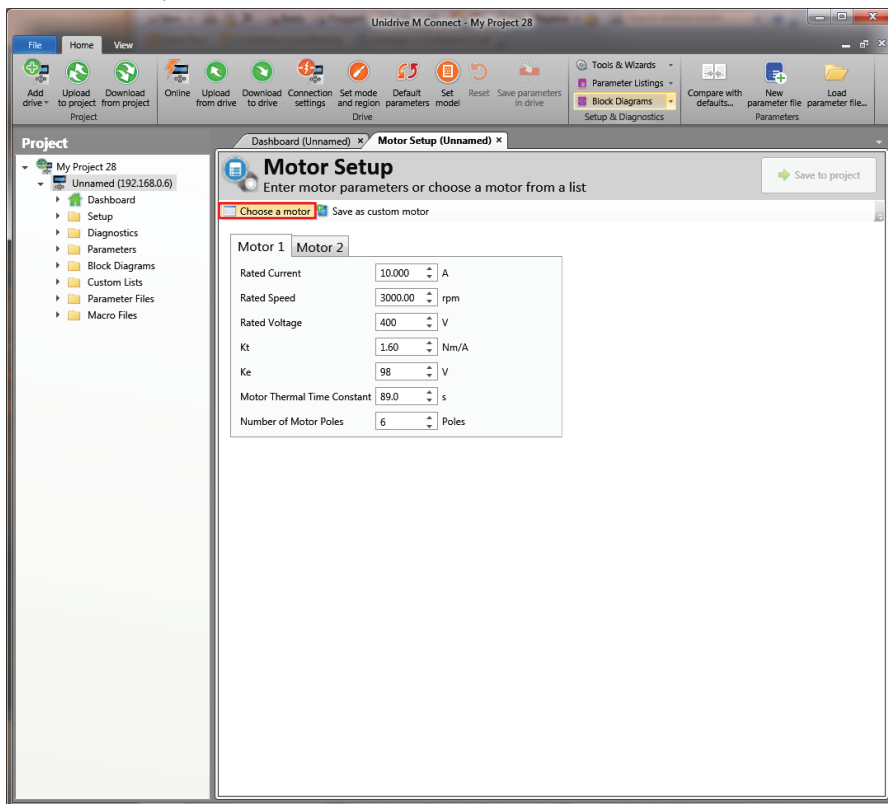 Unidrive M Connect - My Project 28
File Home View
Add drive
Upload to project
Download from project
Project
Online
Upload from drive
Download to drive
Connection settings
Set mode and region
Default parameters
Set model
Reset
Save parameters in drive
Drive
Tools & Wizards
Parameter Listings
Block Diagrams
Setup & Diagnostics
Compare with defaults...
New parameter file
Load parameter file...
Parameters
Project
My Project 28
Unnamed (192.168.0.6)
Dashboard
Setup
Diagnostics
Parameters
Block Diagrams
Custom Lists
Parameter Files
Macro Files
Dashboard (Unnamed) × Motor Setup (Unnamed) ×
Motor Setup
Enter motor parameters or choose a motor from a list
Save to project
Choose a motor Save as custom motor
Motor 1 Motor 2
Rated Current 10.000 A
Rated Speed 3000.00 rpm
Rated Voltage 400 V
Kt 1.60 Nm/A
Ke 98 V
Motor Thermal Time Constant 89.0 s
Number of Motor Poles 6 Poles